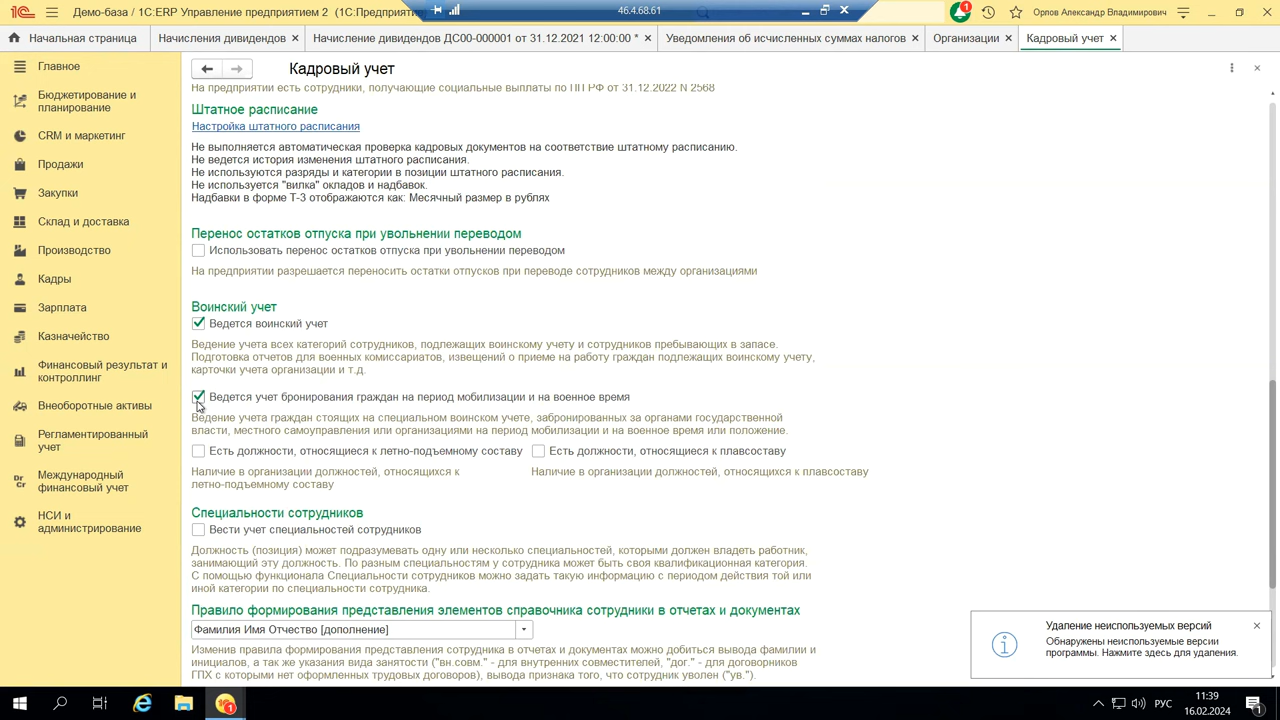 Демо-база / 1С:ERP Управление предприятием 2 (1С:Предприятие
46.4.68.61
1
Орлов Александр Владимирович
Начальная страница
Начисления дивидендов
Начисление дивидендов ДС00-000001 от 31.12.2021 12:00:00 *
Уведомления об исчисленных суммах налогов
Организации
Кадровый учет
Главное
Бюджетирование и
планирование
CRM и маркетинг
Продажи
Закупки
Склад и доставка
Производство
Кадры
Зарплата
Казначейство
Финансовый результат и
контроллинг
Внеоборотные активы
Регламентированный
учет
Международный
финансовый учет
НСИ и
администрирование
Кадровый учет
На предприятии есть сотрудники, получающие социальные выплаты по ПП РФ от 31.12.2022 N 2568
Штатное расписание
Настройка штатного расписания
Не выполняется автоматическая проверка кадровых документов на соответствие штатному расписанию.
Не ведется история изменения штатного расписания.
Не используются разряды и категории в позиции штатного расписания.
Не используется "вилка" окладов и надбавок.
Надбавки в форме Т-3 отображаются как: Месячный размер в рублях
Перенос остатков отпуска при увольнении переводом
Использовать перенос остатков отпуска при увольнении переводом
На предприятии разрешается переносить остатки отпусков при переводе сотрудников между организациями
Воинский учет
Ведется воинский учет
Ведение учета всех категорий сотрудников, подлежащих воинскому учету и сотрудников пребывающих в запасе.
Подготовка отчетов для военных комиссариатов, извещений о приеме на работу граждан подлежащих воинскому учету,
карточки учета организации и т.д.
Ведется учет бронирования граждан на период мобилизации и на военное время
Ведение учета граждан стоящих на специальном воинском учете, забронированных за органами государственной
власти, местного самоуправления или организациями на период мобилизации и на военное время или положение.
Есть должности, относящиеся к летно-подъемному составу
Есть должности, относящиеся к плавсоставу
Наличие в организации должностей, относящихся к
летно-подъемному составу
Наличие в организации должностей, относящихся к плавсоставу
Специальности сотрудников
Вести учет специальностей сотрудников
Должность (позиция) может подразумевать одну или несколько специальностей, которыми должен владеть работник,
занимающий эту должность. По разным специальностям у сотрудника может быть своя квалификационная категория.
С помощью функционала Специальности сотрудников можно задать такую информацию с периодом действия той или
иной категории по специальности сотрудника.
Правило формирования представления элементов справочника сотрудники в отчетах и документах
Фамилия Имя Отчество [дополнение]
Изменив правила формирования представления сотрудника в отчетах и документах можно добиться вывода фамилии и
инициалов, а так же указания вида занятости ("вн.совм." - для внутренних совместителей, "дог." - для договорников
ГПХ с которыми нет оформленных трудовых договоров), вывода признака того, что сотрудник уволен ("ув.").
Удаление неиспользуемых версий
Обнаружены неиспользуемые версии
программы. Нажмите здесь для удаления.
РУС
11:39
16.02.2024
1